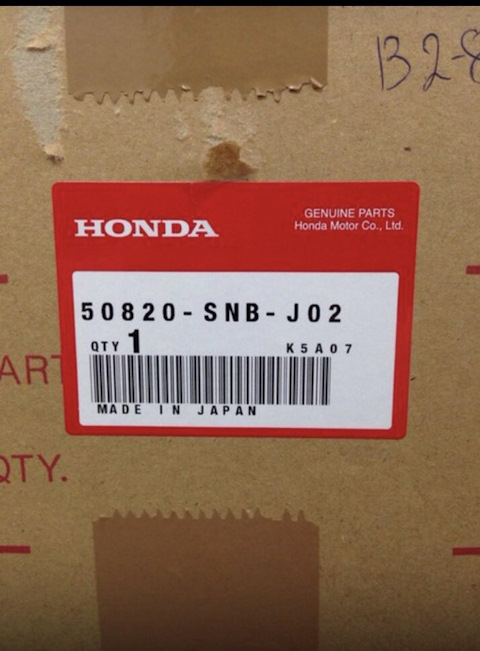 B2-8
HONDA
GENUINE PARTS
Honda Motor Co., Ltd.
50820-SNB-J02
QTY 1
K5A07
MADE IN JAPAN
ART
QTY.